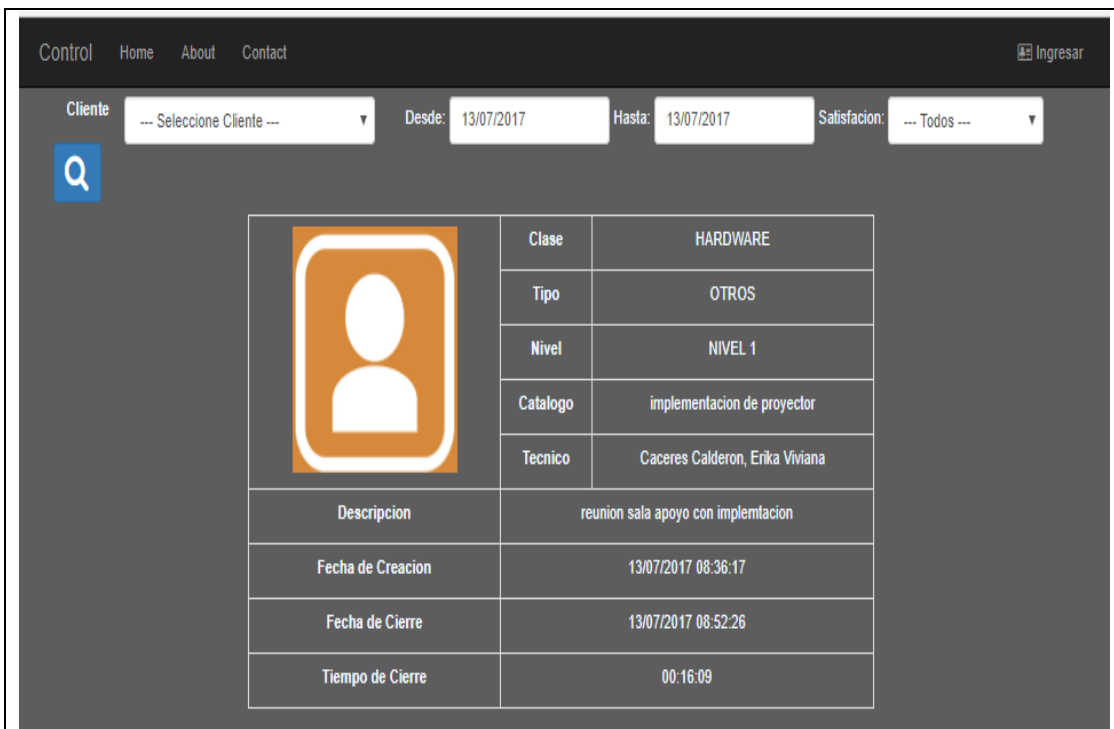 Control Home About Contact Ingresar
Cliente --- Seleccione Cliente --- Desde: 13/07/2017 Hasta: 13/07/2017 Satisfacion: --- Todos ---
Clase HARDWARE
Tipo OTROS
Nivel NIVEL 1
Catalogo implementacion de proyector
Tecnico Caceres Calderon, Erika Viviana
Descripcion reunion sala apoyo con implemtacion
Fecha de Creacion 13/07/2017 08:36:17
Fecha de Cierre 13/07/2017 08:52:26
Tiempo de Cierre 00:16:09